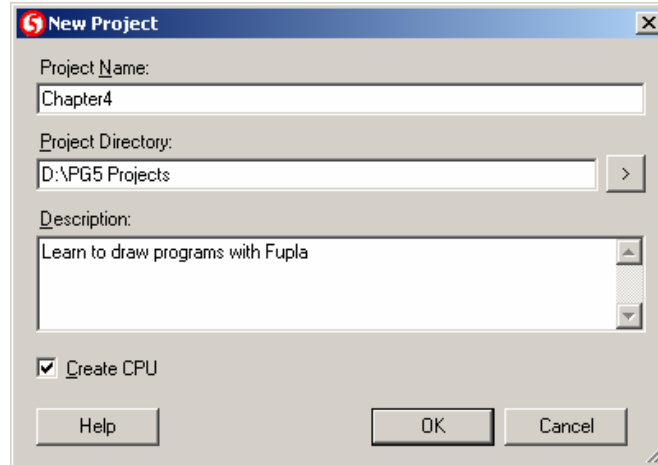 New Project
Project Name:
Chapter4
Project Directory:
D:\PG5 Projects
>
Description:
Learn to draw programs with Fupla
Create CPU
Help
OK
Cancel